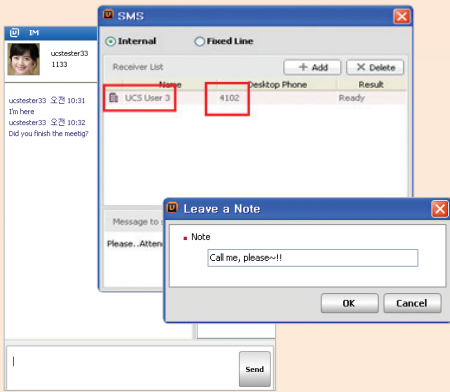 IM
ucstester33
1133
ucstester33 오전 10:31
I'm here
ucstester33 오전 10:32
Did you finish the meetig?
Send
SMS
Internal Fixed Line
Receiver List Add Delete
Name Desktop Phone Result
UCS User 3 4102 Ready
Message to
Please..Atten
Leave a Note
Note
Call me, please~!!
OK Cancel